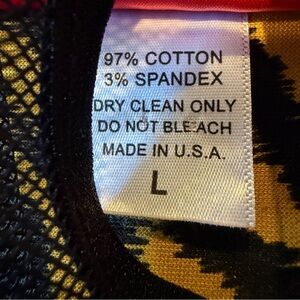 97% COTTON
3% SPANDEX
DRY CLEAN ONLY
DO NOT BLEACH
MADE IN U.S.A.
L